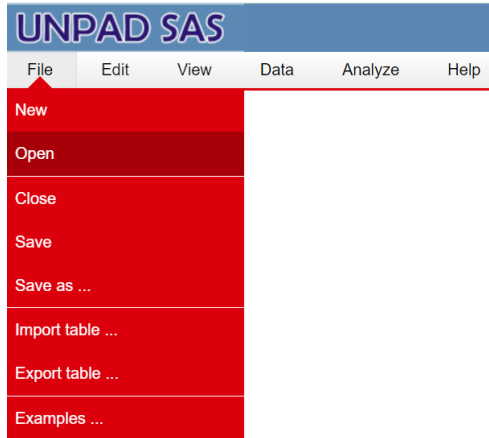 UNPAD SAS
File Edit View Data Analyze Help
New
Open
Close
Save
Save as ...
Import table ...
Export table ...
Examples ...